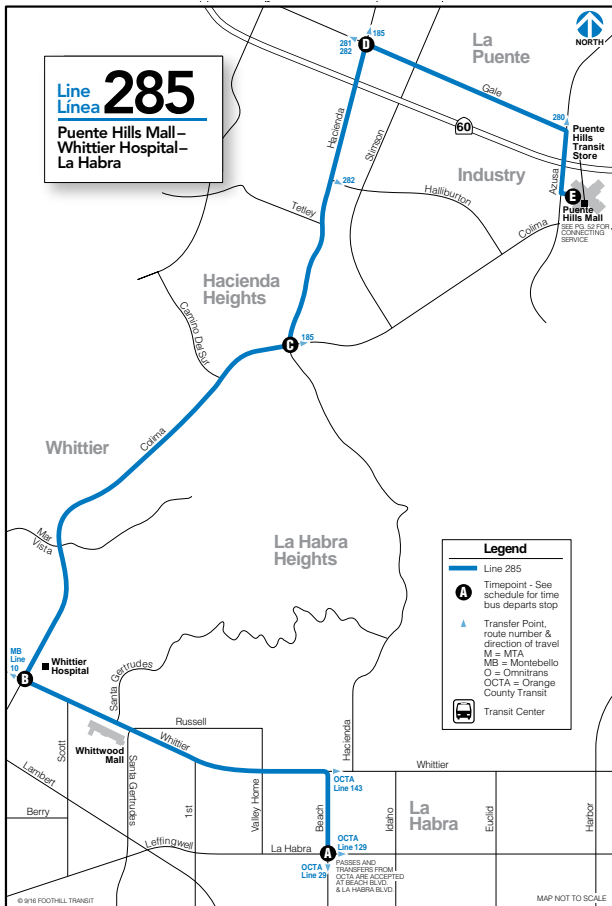 NORTH
Line
Línea
285
Puente Hills Mall–
Whittier Hospital–
La Habra
281
282
185
D
La
Puente
Gale
280
60
Puente
Hills
Transit
Store
Hacienda
Stimson
Industry
Azusa
282
Halliburton
E
Puente
Hills Mall
SEE PG. 52 FOR
CONNECTING
SERVICE
Tetley
Colima
Hacienda
Heights
Camino Del Sur
C
185
Whittier
Colima
Mar
Vista
La Habra
Heights
Legend
Line 285
A
Timepoint - See
schedule for time
bus departs stop
Transfer Point,
route number &
direction of travel
M = MTA
MB = Montebello
O = Omnitrans
OCTA = Orange
County Transit
Transit Center
MB
Line
10
B
Whittier
Hospital
Santa Gertrudes
Russell
Whittier
Whittwood
Mall
Scott
Santa Gertrudes
1st
Valley Home
Beach
Hacienda
Whittier
OCTA
Line 143
Idaho
La
Habra
Euclid
Harbor
Lambert
Berry
Leffingwell
La Habra
A
OCTA
Line 129
OCTA
Line 29
PASSES AND
TRANSFERS FROM
OCTA ARE ACCEPTED
AT BEACH BLVD.
& LA HABRA BLVD.
© 9/16 FOOTHILL TRANSIT
MAP NOT TO SCALE